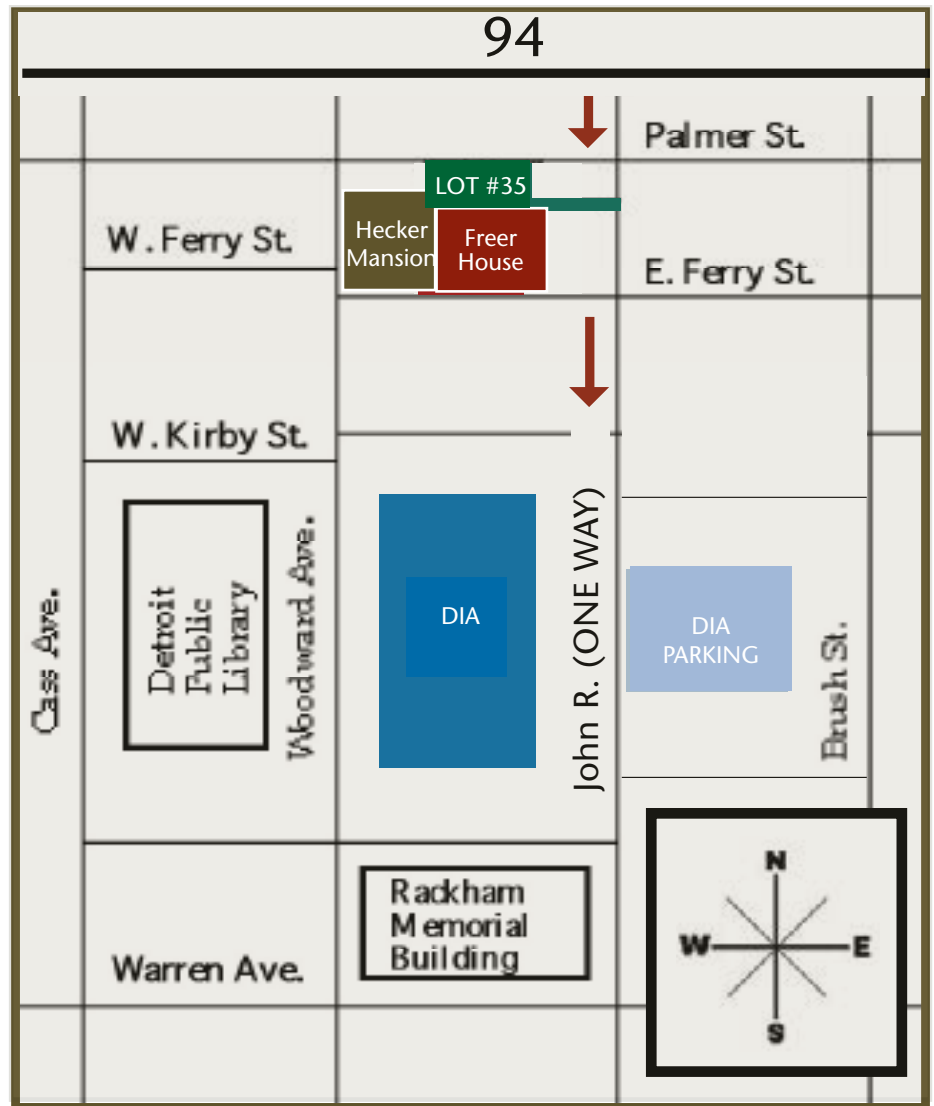 94
Palmer St.
LOT #35
Hecker
Mansion
Freer
House
W. Ferry St.
E. Ferry St.
W. Kirby St.
Cass Ave.
Detroit
Public
Library
Woodward Ave.
DIA
John R. (ONE WAY)
DIA
PARKING
Brush St.
Rackham
Memorial
Building
Warren Ave.
N
W
E
S